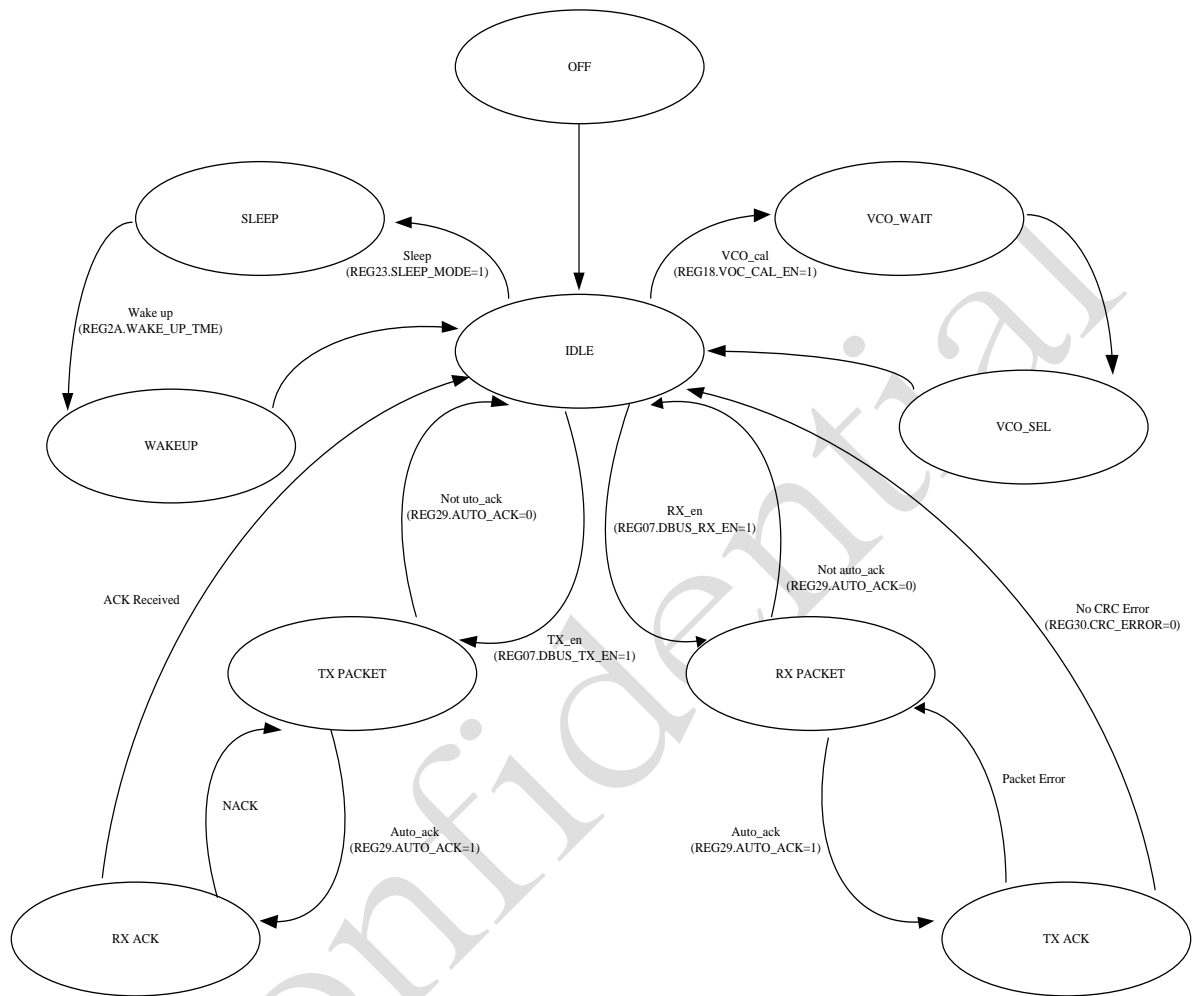 OFF
SLEEP
VCO_WAIT
Sleep
(REG23.SLEEP_MODE=1)
VCO_cal
(REG18.VOC_CAL_EN=1)
Wake up
(REG2A.WAKE_UP_TME)
IDLE
WAKEUP
VCO_SEL
Not uto_ack
(REG29.AUTO_ACK=0)
RX_en
(REG07.DBUS_RX_EN=1)
Not auto_ack
(REG29.AUTO_ACK=0)
ACK Received
No CRC Error
(REG30.CRC_ERROR=0)
TX_en
(REG07.DBUS_TX_EN=1)
TX PACKET
RX PACKET
Packet Error
NACK
Auto_ack
(REG29.AUTO_ACK=1)
Auto_ack
(REG29.AUTO_ACK=1)
RX ACK
TX ACK
onfidential